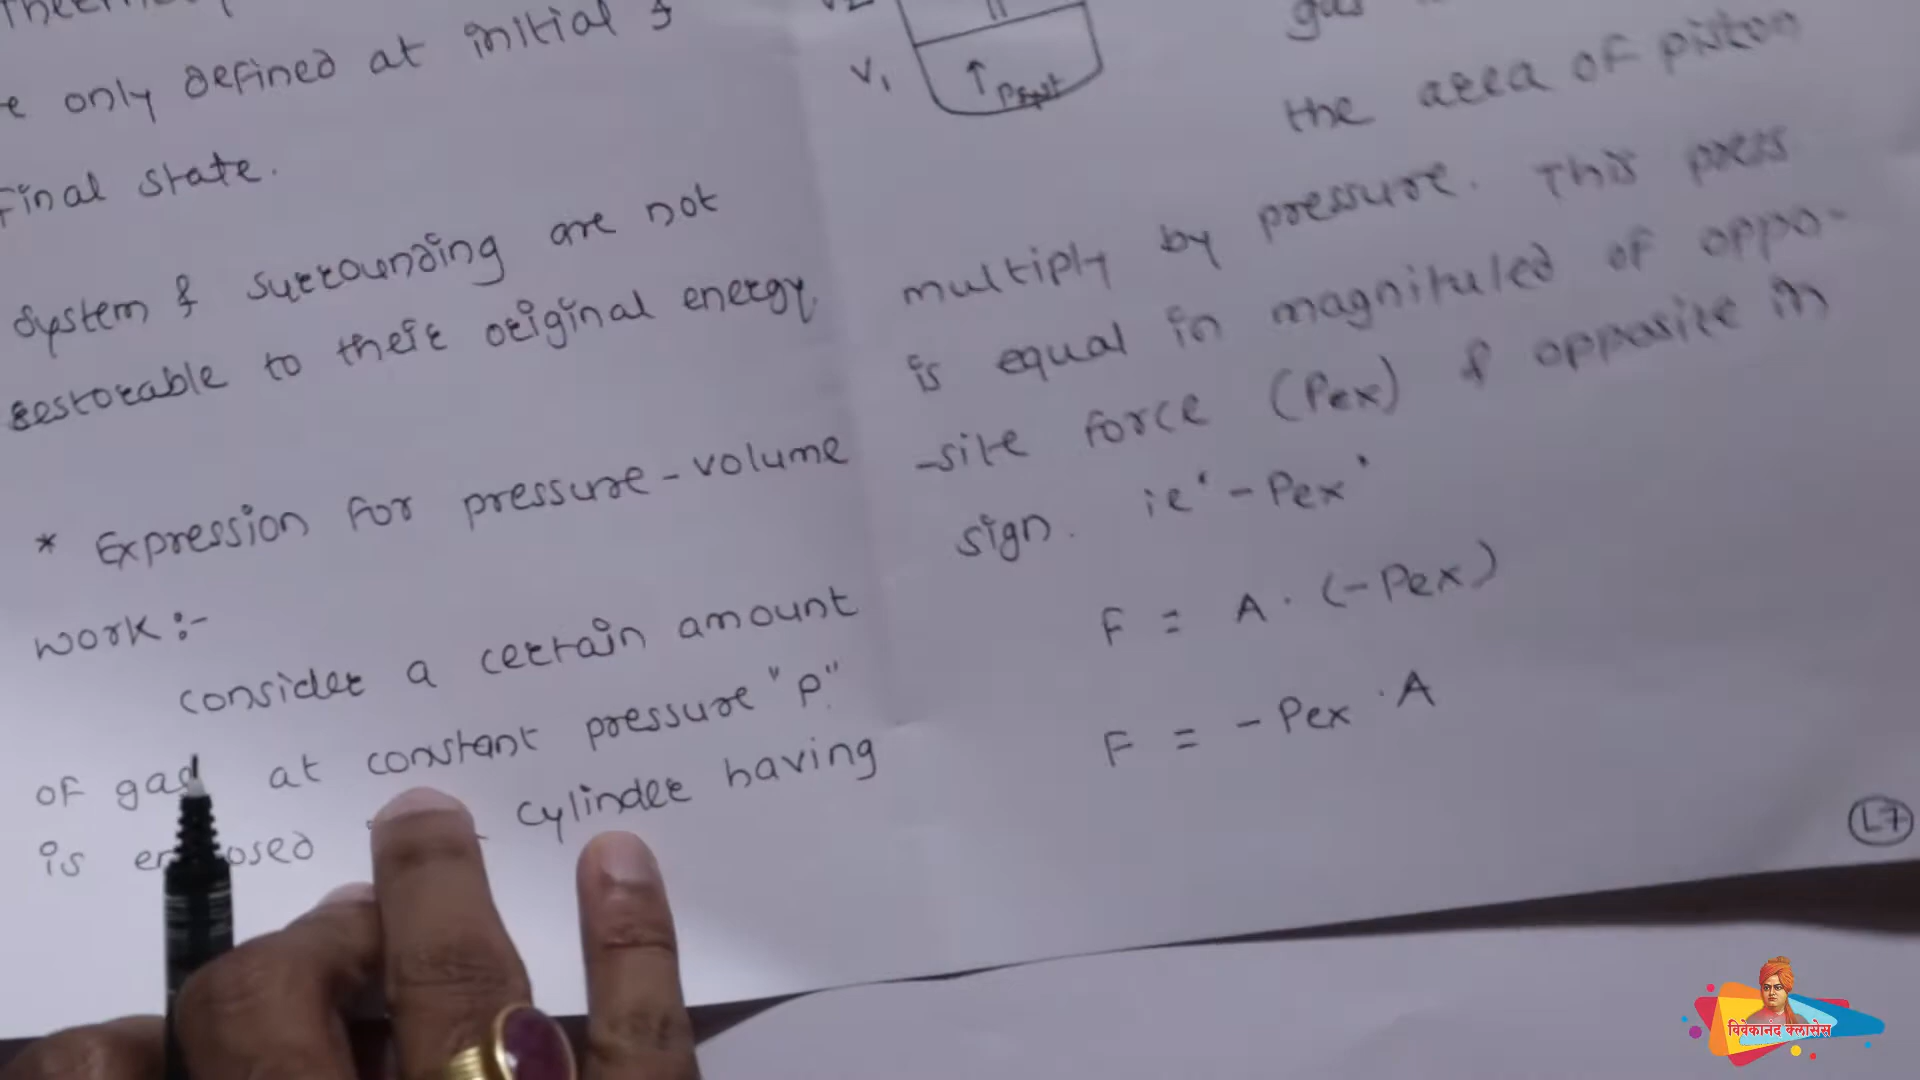 e only defined at initial &
Final state.
System & surrounding are not
restorable to their original energy.
* Expression for pressure-volume
work:-
consider a certain amount
of gas at constant pressure "P".
is cylinder having
V1
gas
the area of piston
multiply by pressure. This press
is equal in magnituled of oppo-
-site force (Pex) & opposite in
sign. ie '-Pex'
F = A. (-Pex)
F = -Pex . A
L7
विवेकानंद क्लासेस